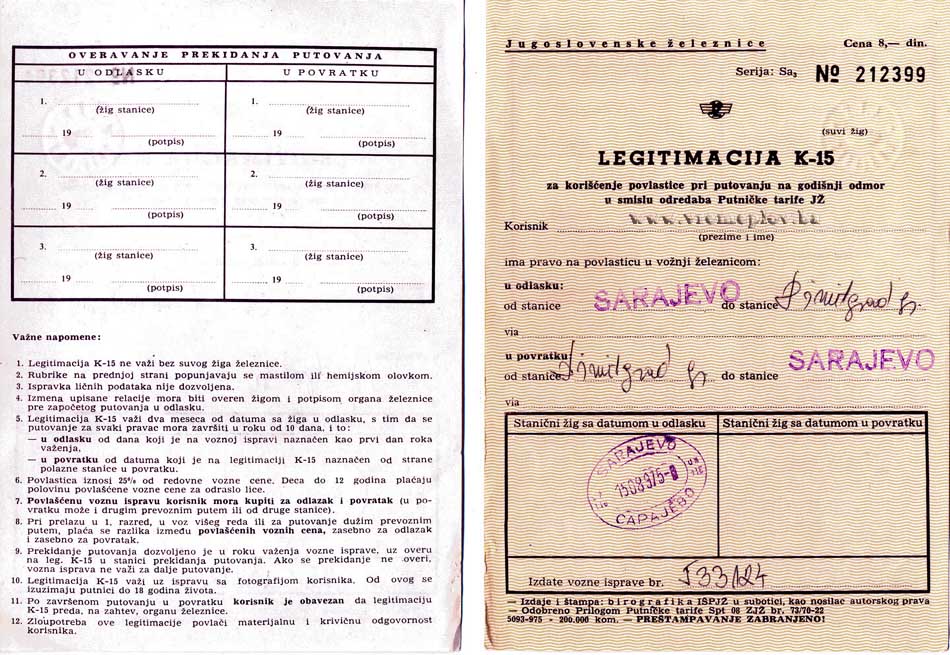 OVERAVANJE PREKIDANJA PUTOVANJA
U ODLASKU
U POVRATKU
1.
(žig stanice)
19
(potpis)
1.
(žig stanice)
19
(potpis)
2.
(žig stanice)
19
(potpis)
2.
(žig stanice)
19
(potpis)
3.
(žig stanice)
19
(potpis)
3.
(žig stanice)
19
(potpis)
Važne napomene:
1. Legitimacija K-15 ne važi bez suvog žiga železnice.
2. Rubrike na prednjoj strani popunjavaju se mastilom ili hemijskom olovkom.
3. Ispravka ličnih podataka nije dozvoljena.
4. Izmena upisane relacije mora biti overen žigom i potpisom organa železnice
pre započetog putovanja u odlasku.
5. Legitimacija K-15 važi dva meseca od datuma sa žiga u odlasku, s tim da se
putovanje za svaki pravac mora završiti u roku od 10 dana, i to:
— u odlasku od dana koji je na voznoj ispravi naznačen kao prvi dan roka
važenja,
— u povratku od datuma koji je na legitimaciji K-15 naznačen od strane
polazne stanice u povratku.
6. Povlastica iznosi 25% od redovne vozne cene. Deca do 12 godina plaćaju
polovinu povlašćene vozne cene za odraslo lice.
7. Povlašćenu voznu ispravu korisnik mora kupiti za odlazak i povratak (u po-
vratku može i drugim prevoznim putem ili od druge stanice).
8. Pri prelazu u 1. razred, u voz višeg reda ili za putovanje dužim prevoznim
putem, plaća se razlika između povlašćenih voznih cena, zasebno za odlazak
i zasebno za povratak.
9. Prekidanje putovanja dozvoljeno je u roku važenja vozne isprave, uz overu
na leg. K-15 u stanici prekidanja putovanja. Ako se prekidanje ne overi,
vozna isprava ne važi za dalje putovanje.
10. Legitimacija K-15 važi uz ispravu sa fotografijom korisnika. Od ovog se
izuzimaju putnici do 18 godine života.
11. Po završenom putovanju u povratku korisnik je obavezan da legitimaciju
K-15 preda, na zahtev, organu železnice.
12. Zloupotreba ove legitimacije povlači materijalnu i krivičnu odgovornost
korisnika.
Jugoslovenske železnice
Cena 8,— din.
Serija: Sa₃ № 212399
(suvi žig)
LEGITIMACIJA K-15
za korišćenje povlastice pri putovanju na godišnji odmor
u smislu odredaba Putničke tarife JŽ
www.vremeplov.ba
Korisnik
(prezime i ime)
ima pravo na povlasticu u vožnji železnicom:
u odlasku:
od stanice SARAJEVO do stanice Dimitgrad gr.
via
u povratku:
od stanice Dimitgrad gr. do stanice SARAJEVO
via
Stanični žig sa datumom u odlasku
Stanični žig sa datumom u povratku
SARAJEVO
САРАЈЕВО
Izdate vozne isprave br. 533124
— Izdaje i štampa: birografika IŠPJŽ u subotici, kao nosilac autorskog prava
— Odobreno Prilogom Putničke tarife Spt 08 ZJŽ br. 73/70-22
5093-975 - 200.000 kom. — PREŠTAMPAVANJE ZABRANJENO!